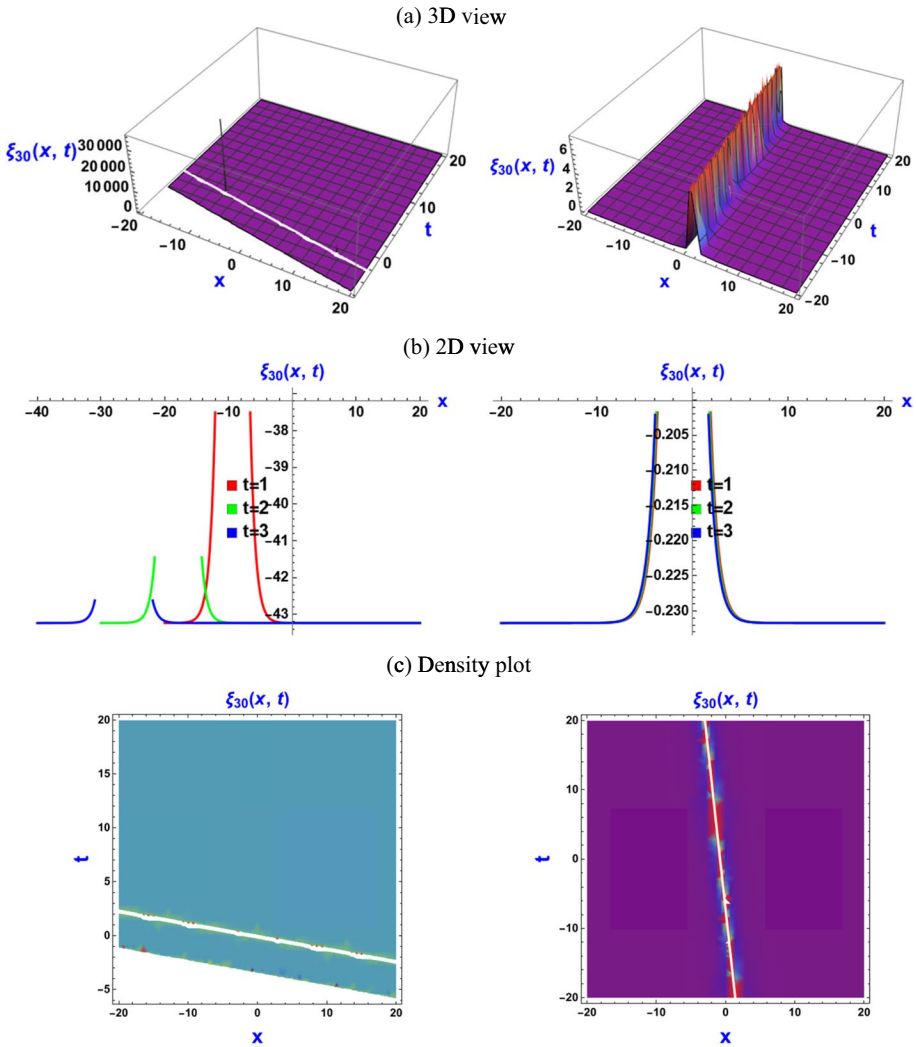 (a) 3D view
ξ30(x, t)
30 000
20 000
10 000
0
−20
−10
0
10
20
x
0
10
20
t
ξ30(x, t)
6
4
2
0
−20
−10
0
10
20
x
−20
−10
0
10
20
t
(b) 2D view
ξ30(x, t)
−40 −30 −20 −10 10 20 x
−38
−39
−40
−41
−42
−43
t=1
t=2
t=3
ξ30(x, t)
−20 −10 10 20 x
−0.205
−0.210
−0.215
−0.220
−0.225
−0.230
t=1
t=2
t=3
(c) Density plot
ξ30(x, t)
20
15
10
5
0
−5
t
−20 −10 0 10 20
x
ξ30(x, t)
20
10
0
−10
−20
t
−20 −10 0 10 20
x